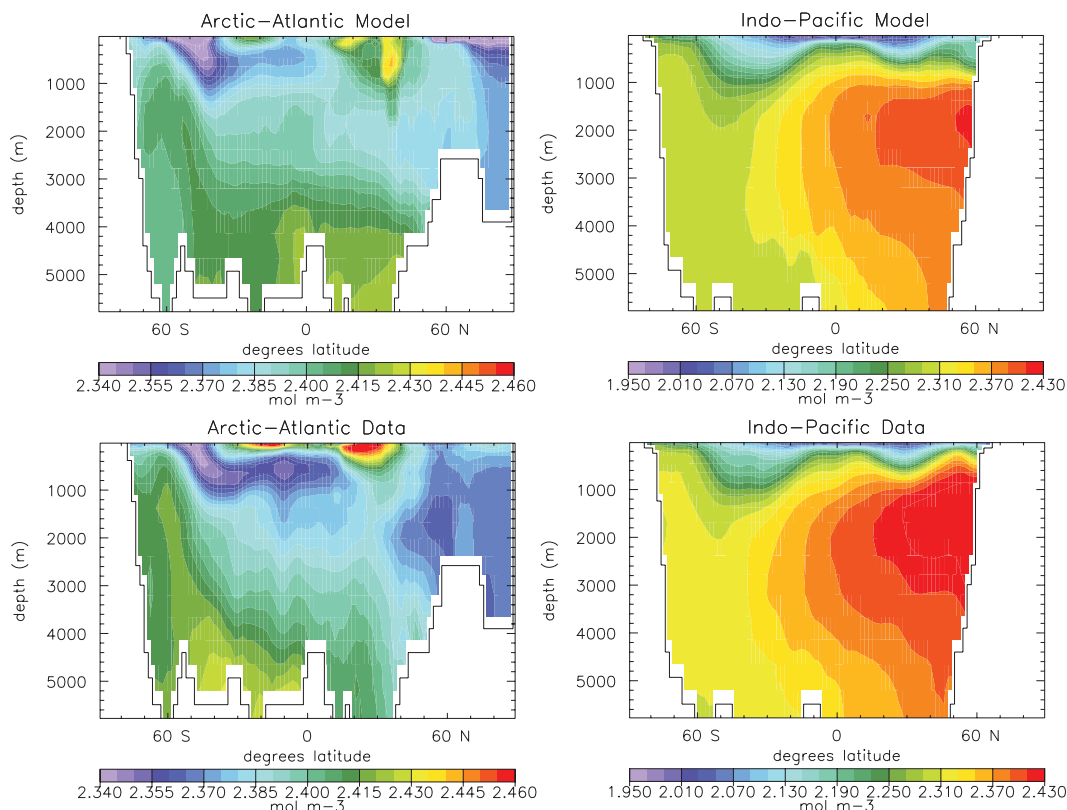 Arctic-Atlantic Model
depth (m)
1000
2000
3000
4000
5000
60 S
0
60 N
degrees latitude
2.340 2.355 2.370 2.385 2.400 2.415 2.430 2.445 2.460
mol m-3
Indo-Pacific Model
depth (m)
1000
2000
3000
4000
5000
60 S
0
60 N
degrees latitude
1.950 2.010 2.070 2.130 2.190 2.250 2.310 2.370 2.430
mol m-3
Arctic-Atlantic Data
depth (m)
1000
2000
3000
4000
5000
60 S
0
60 N
degrees latitude
2.340 2.355 2.370 2.385 2.400 2.415 2.430 2.445 2.460
mol m-3
Indo-Pacific Data
depth (m)
1000
2000
3000
4000
5000
60 S
0
60 N
degrees latitude
1.950 2.010 2.070 2.130 2.190 2.250 2.310 2.370 2.430
mol m-3